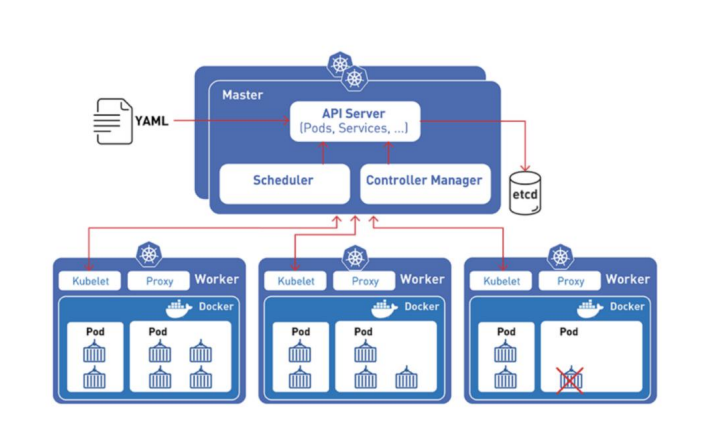 Master
API Server
(Pods, Services, ...)
YAML
Scheduler
Controller Manager
etcd
Kubelet
Proxy
Worker
Docker
Pod
Pod
Kubelet
Proxy
Worker
Docker
Pod
Pod
Kubelet
Proxy
Worker
Docker
Pod
Pod